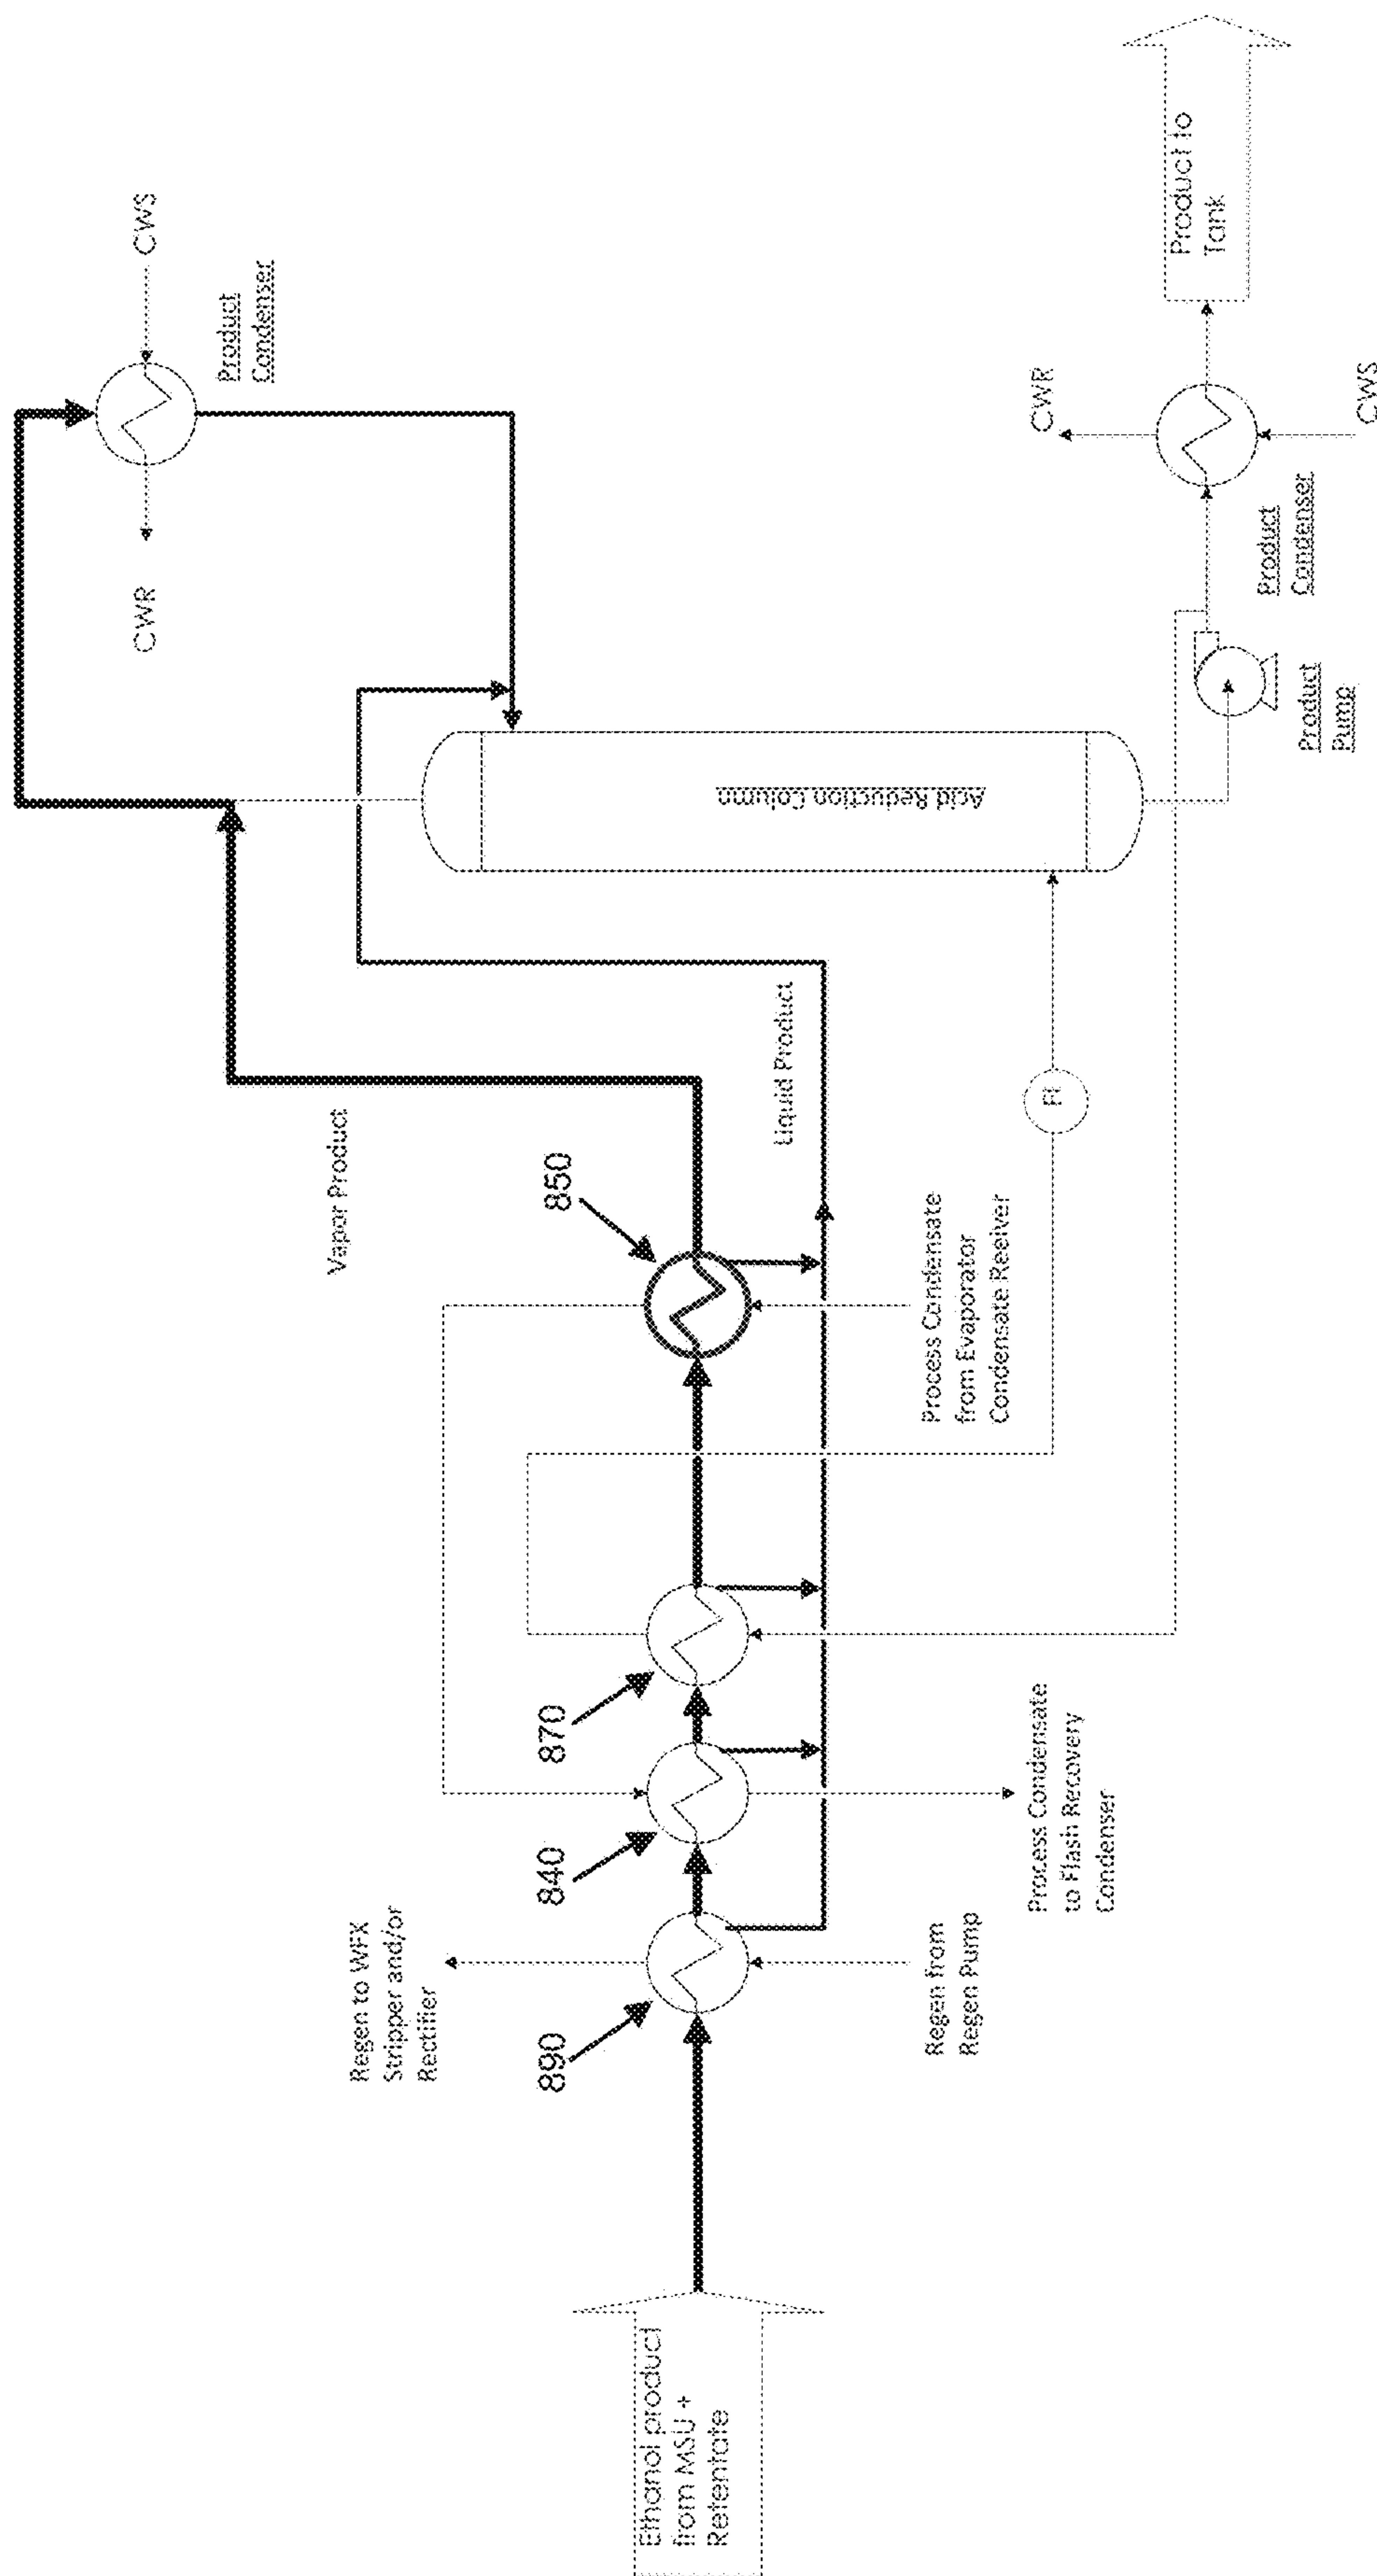 Ethanol product
from MSU +
Retentate
890
Regen to WFX
Stripper and/or
Rectifier
Regen from
Regen Pump
840
Process Condensate
to Flash Recovery
Condenser
870
850
Process Condensate
from Evaporator
Condensate Reeiver
Vapor Product
Liquid Product
FI
Acid Reduction Column
CWR
CWS
Product
Condenser
Product
Pump
Product
Condenser
CWR
CWS
Product to
Tank